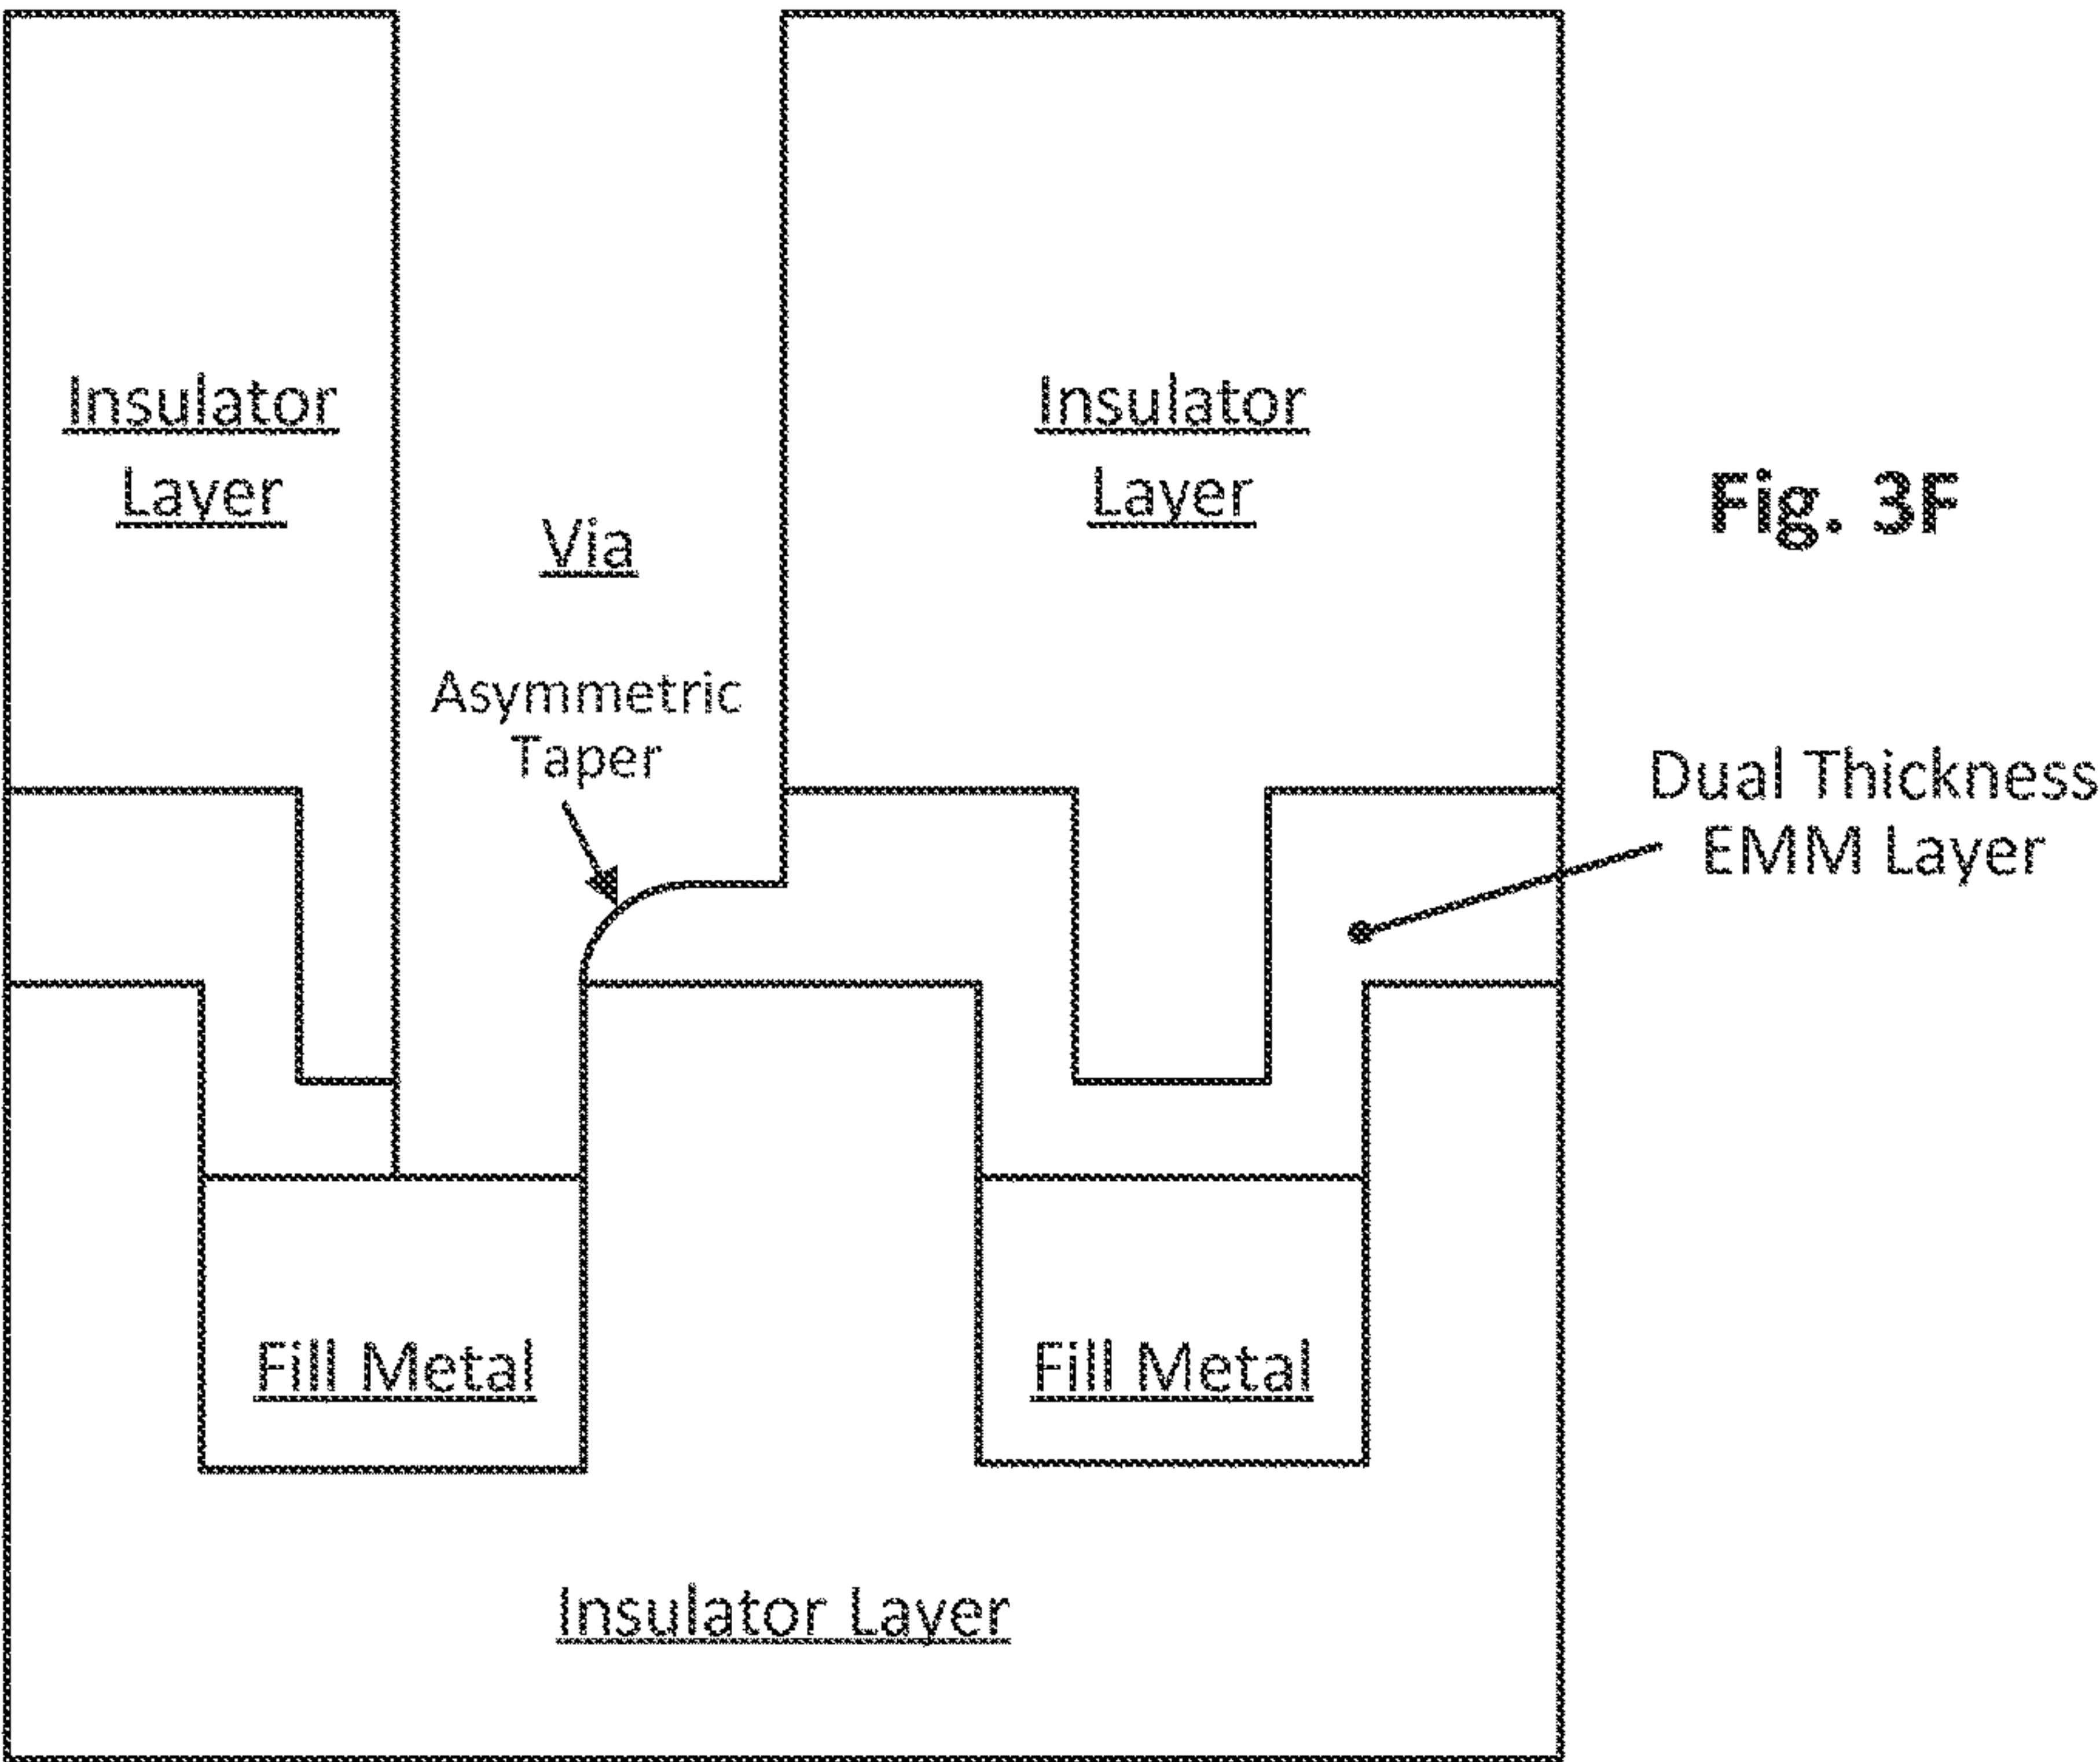 Insulator
Layer
Via
Asymmetric
Taper
Insulator
Layer
Fig. 3F
Dual Thickness
EMM Layer
Fill Metal
Fill Metal
Insulator Layer